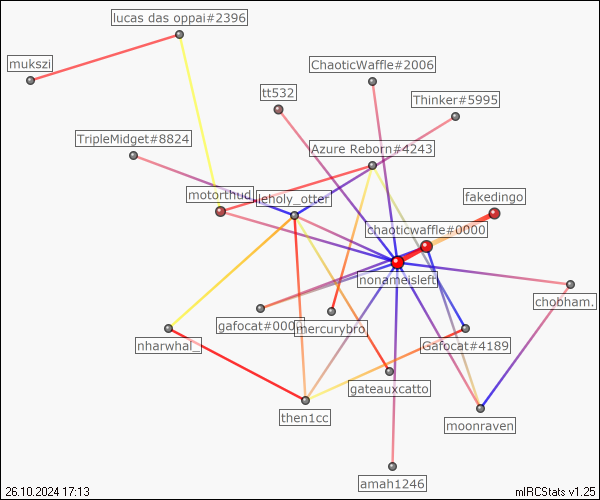 lucas das oppai#2396
mukszi
ChaoticWaffle#2006
tt532
Thinker#5995
TripleMidget#8824
Azure Reborn#4243
motorthud
leholy_otter
fakedingo
chaoticwaffle#0000
nonameisleft
chobham.
gafocat#000
mercurybro
nharwhal_
Gafocat#4189
gateauxcatto
then1cc
moonraven
amah1246
26.10.2024 17:13
mIRCStats v1.25